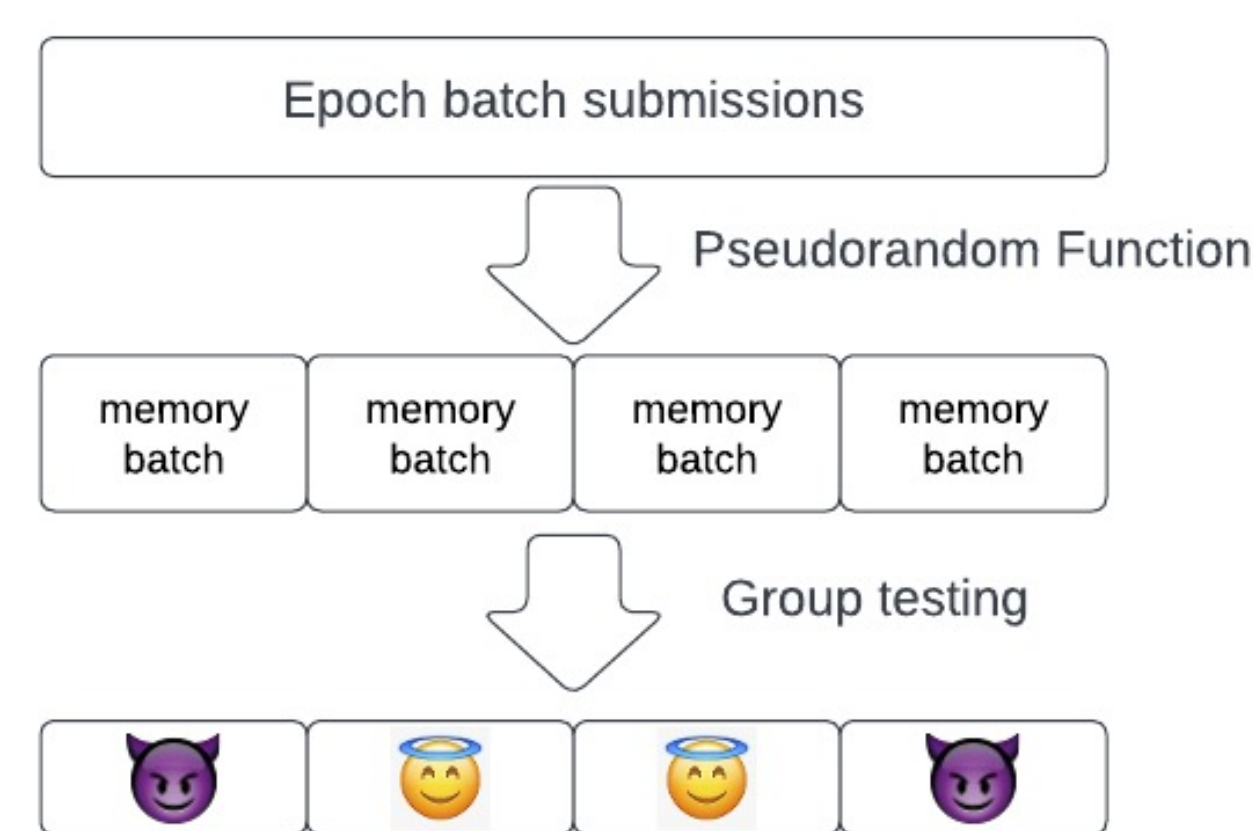 Epoch batch submissions
Pseudorandom Function
memory memory memory memory
batch batch batch batch
Group testing